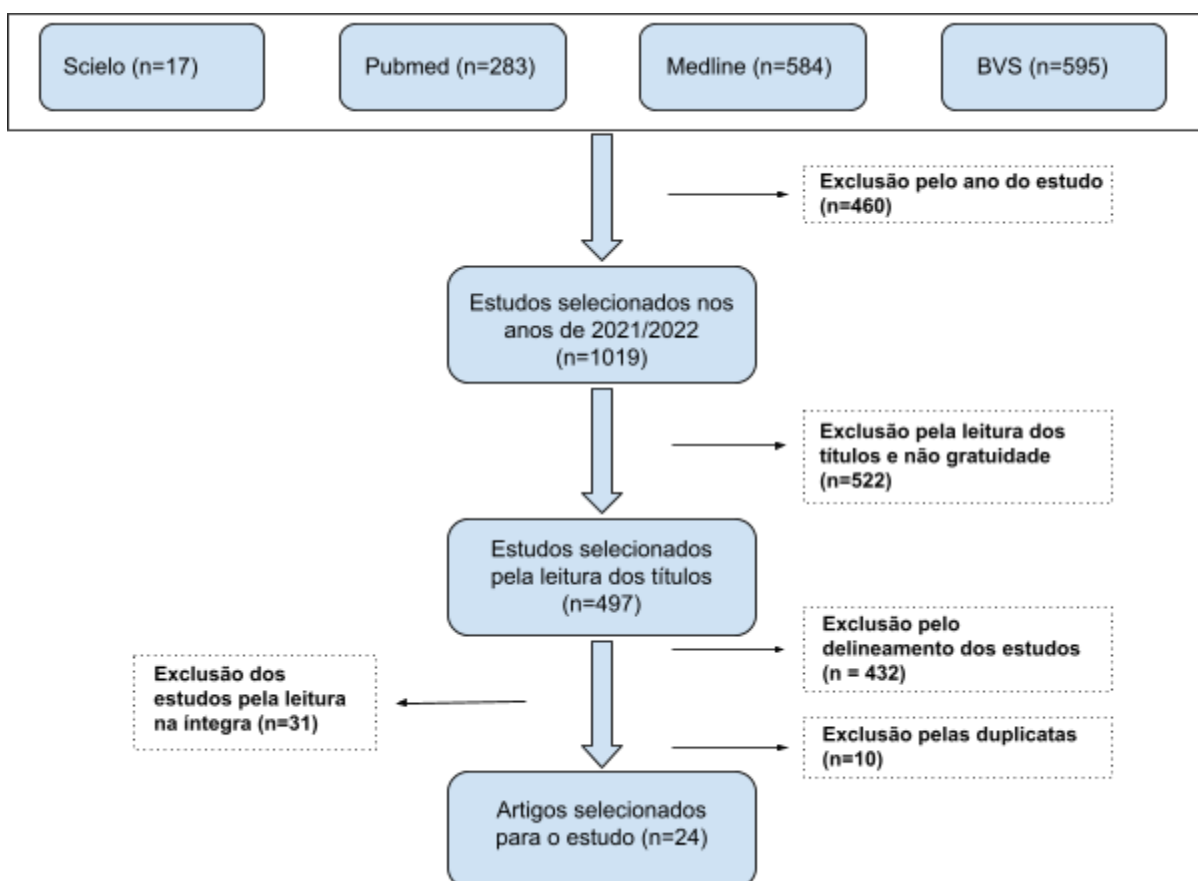 Scielo (n=17)
Pubmed (n=283)
Medline (n=584)
BVS (n=595)
Exclusão pelo ano do estudo
(n=460)
Estudos selecionados nos
anos de 2021/2022
(n=1019)
Exclusão pela leitura dos
títulos e não gratuidade
(n=522)
Estudos selecionados
pela leitura dos títulos
(n=497)
Exclusão pelo
delineamento dos estudos
(n = 432)
Exclusão dos
estudos pela leitura
na íntegra (n=31)
Exclusão pelas duplicatas
(n=10)
Artigos selecionados
para o estudo (n=24)